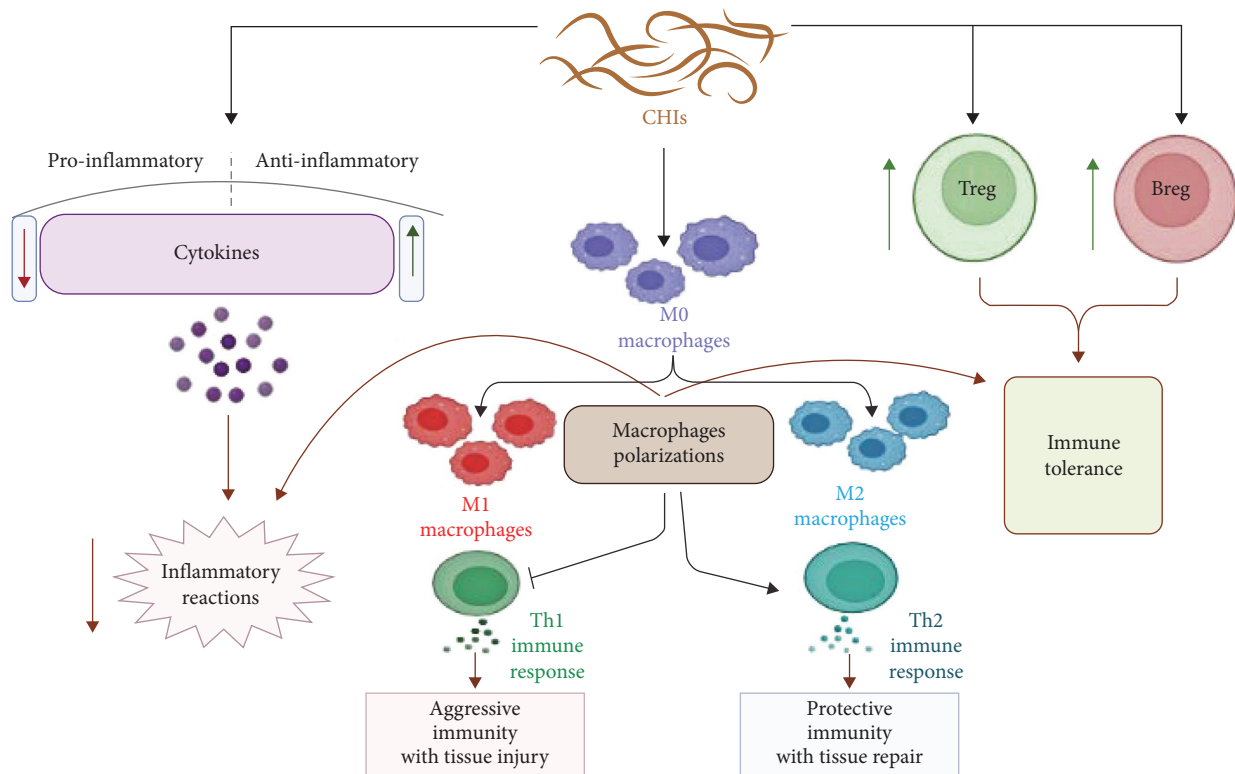 CHIs
Pro-inflammatory
Anti-inflammatory
Cytokines
Treg
Breg
M0
macrophages
Macrophages
polarizations
M1
macrophages
M2
macrophages
Immune
tolerance
Inflammatory
reactions
Th1
immune
response
Th2
immune
response
Aggressive
immunity
with tissue injury
Protective
immunity
with tissue repair